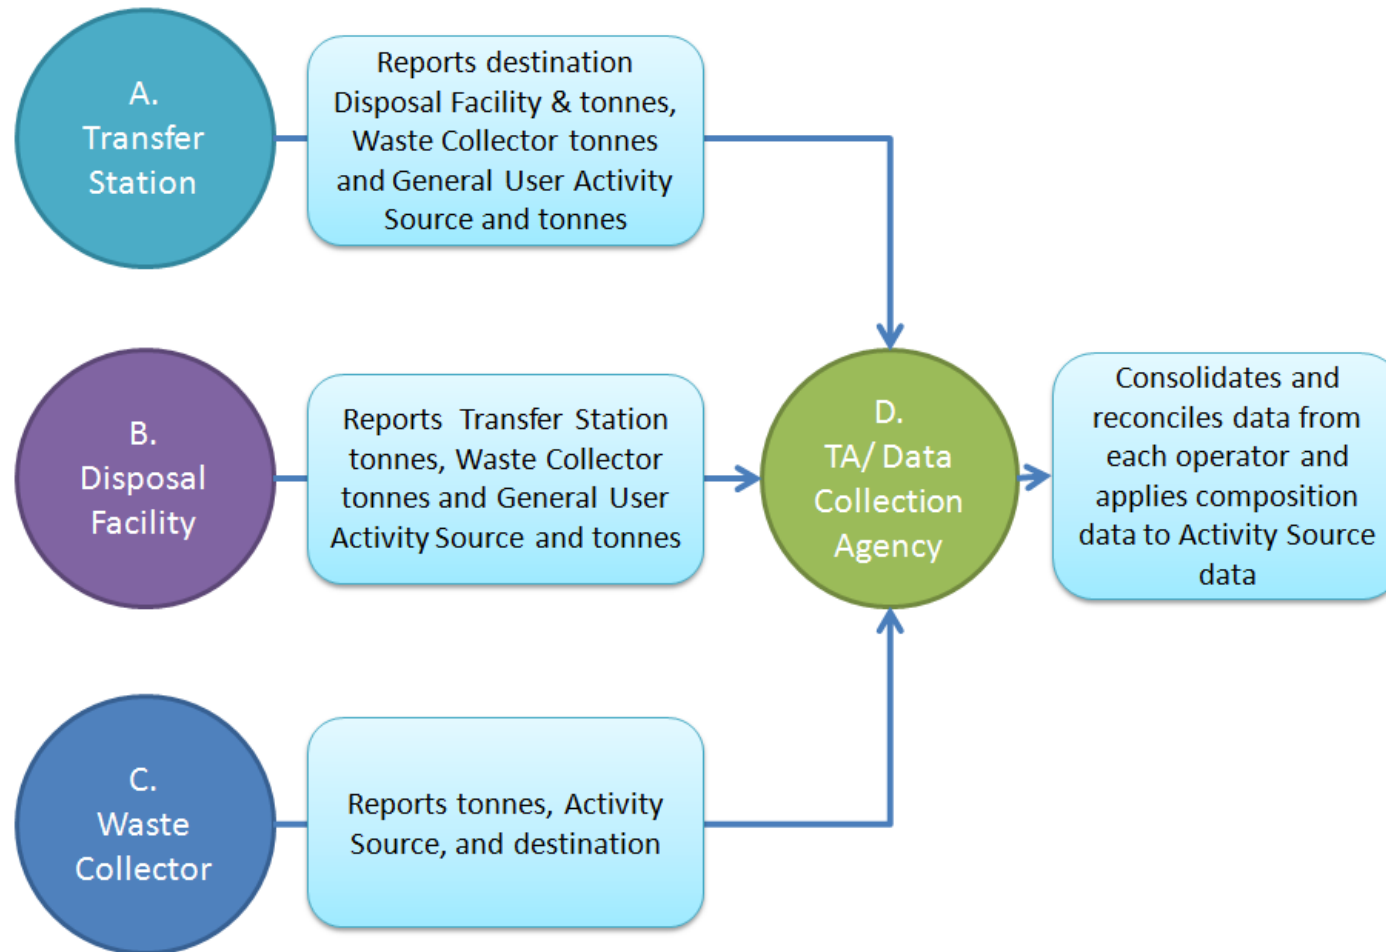 A.
Transfer
Station
Reports destination
Disposal Facility & tonnes,
Waste Collector tonnes
and General User Activity
Source and tonnes
B.
Disposal
Facility
Reports Transfer Station
tonnes, Waste Collector
tonnes and General User
Activity Source and tonnes
C.
Waste
Collector
Reports tonnes, Activity
Source, and destination
D.
TA/ Data
Collection
Agency
Consolidates and
reconciles data from
each operator and
applies composition
data to Activity Source
data